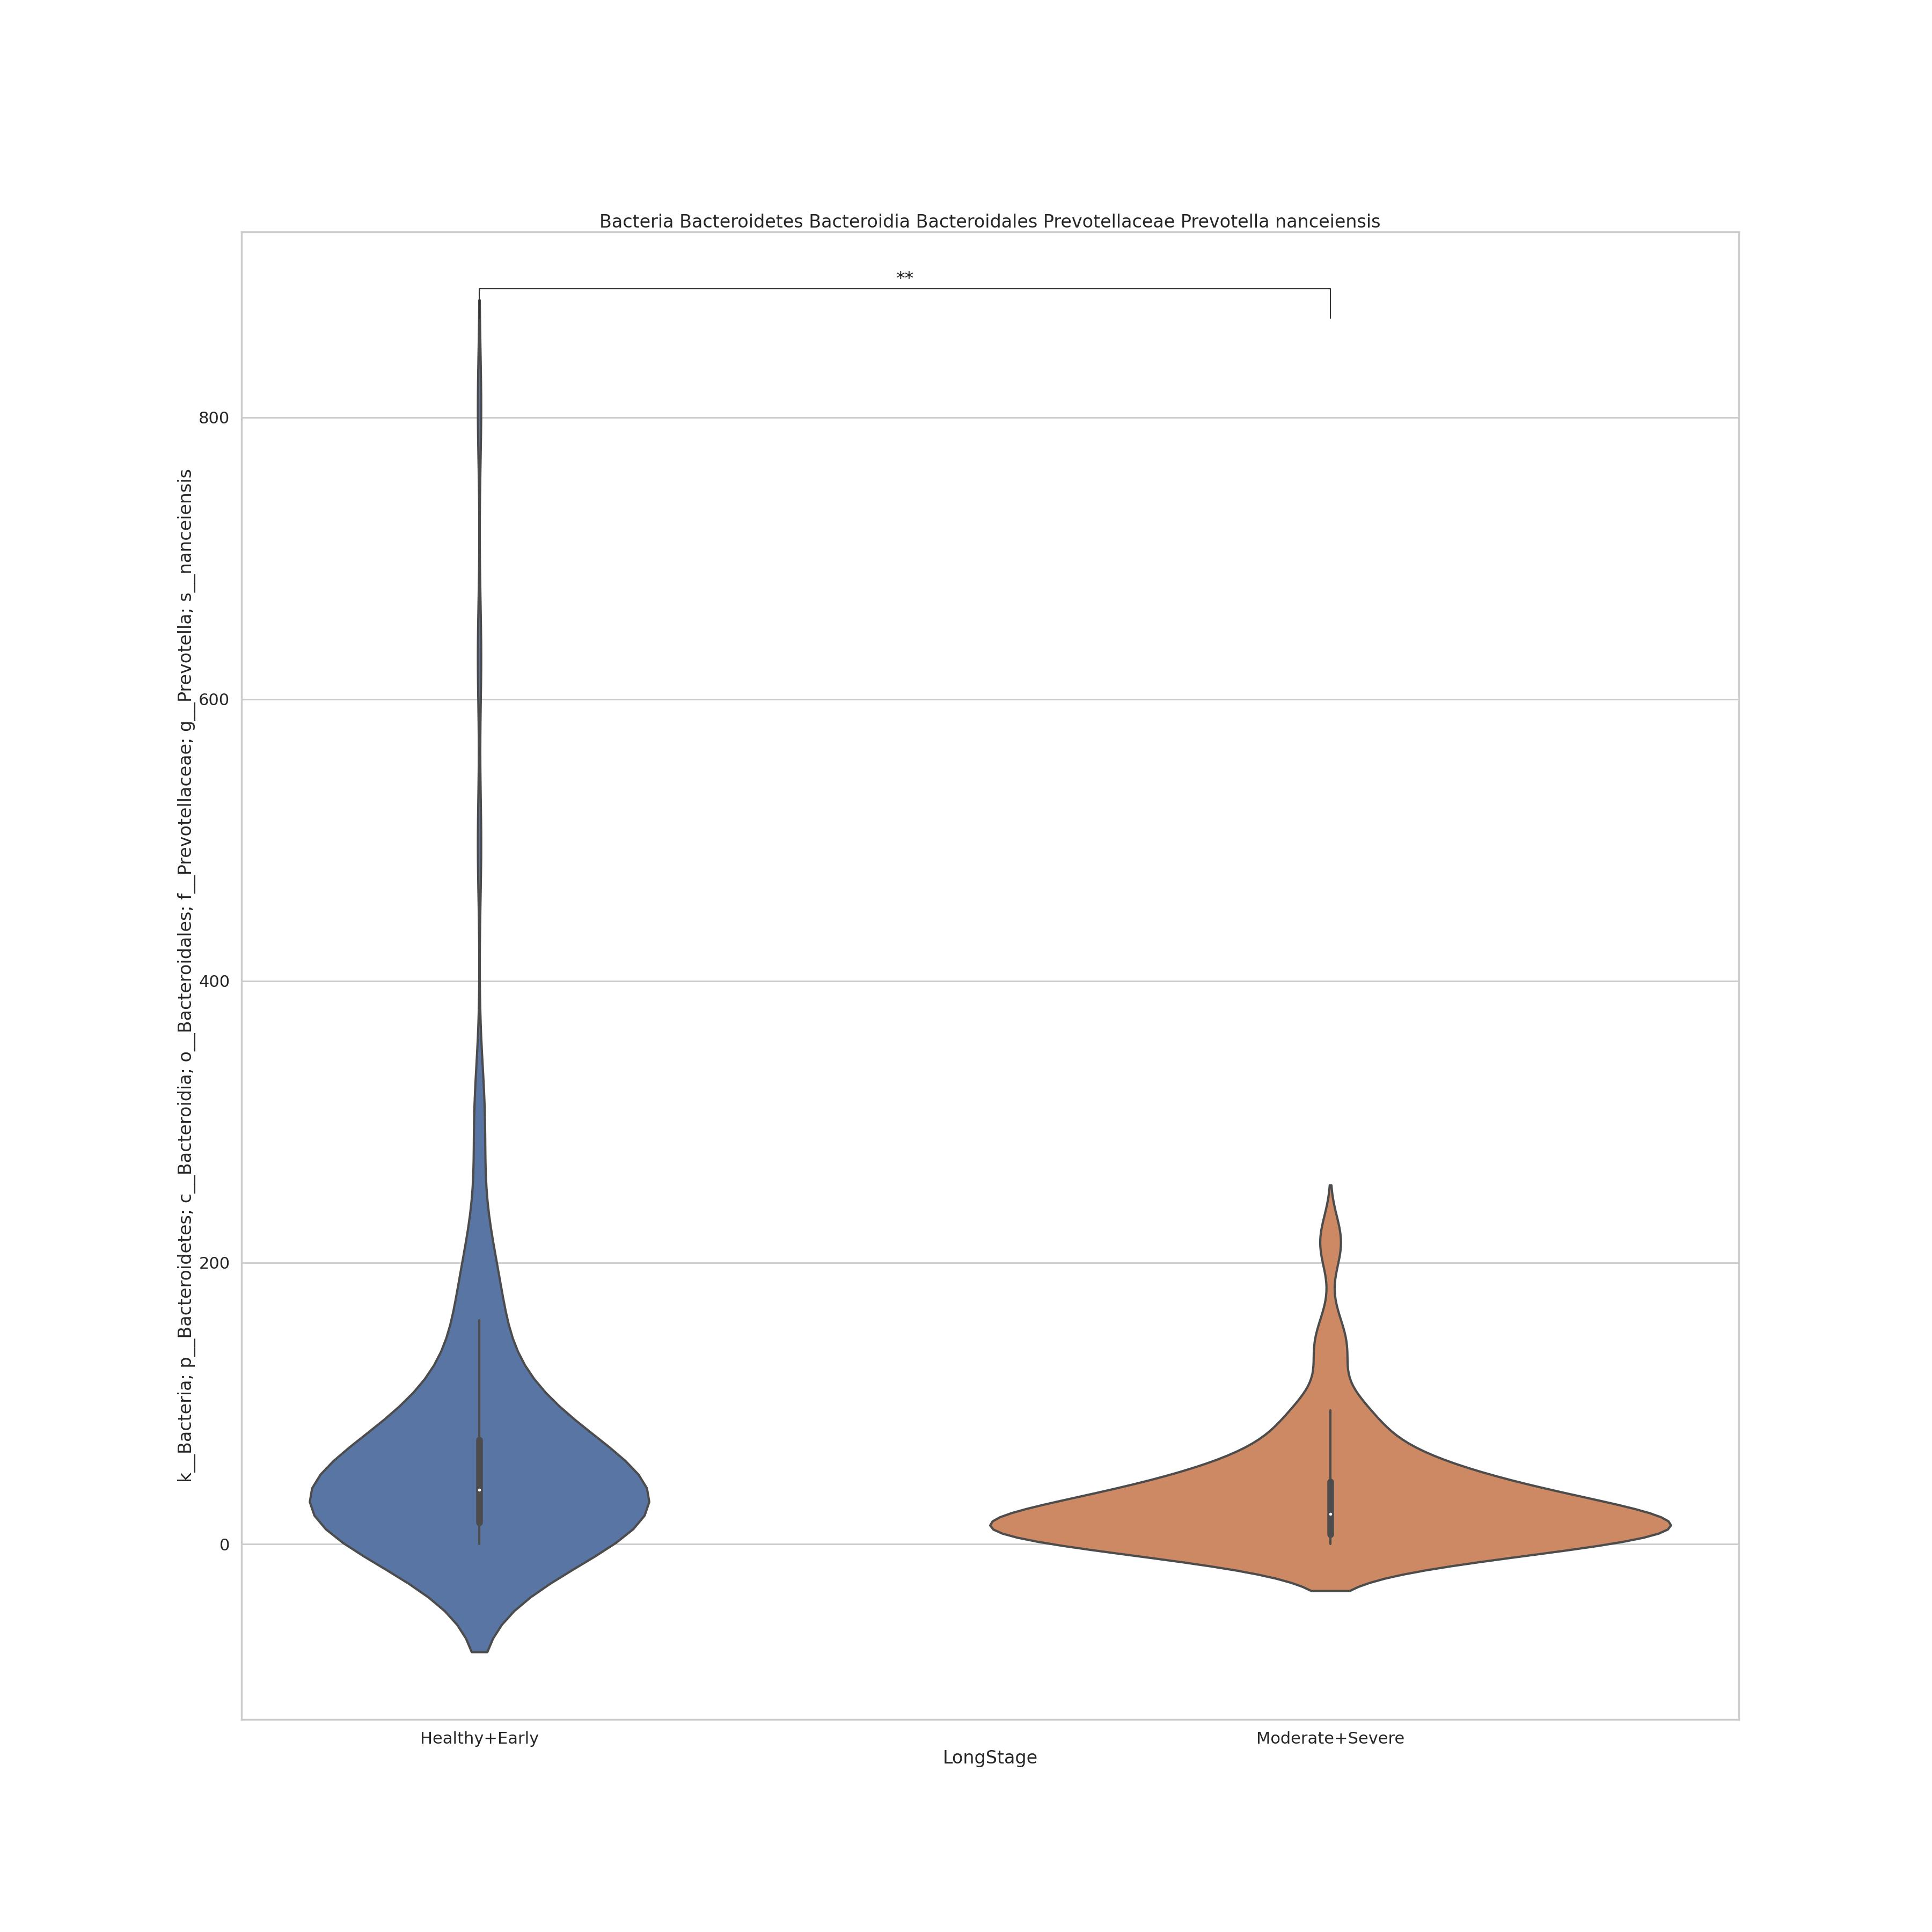 Bacteria Bacteroidetes Bacteroidia Bacteroidales Prevotellaceae Prevotella nanceiensis
**
k__Bacteria; p__Bacteroidetes; c__Bacteroidia; o__Bacteroidales; f__Prevotellaceae; g__Prevotella; s__nanceiensis
800
600
400
200
0
Healthy+Early
Moderate+Severe
LongStage